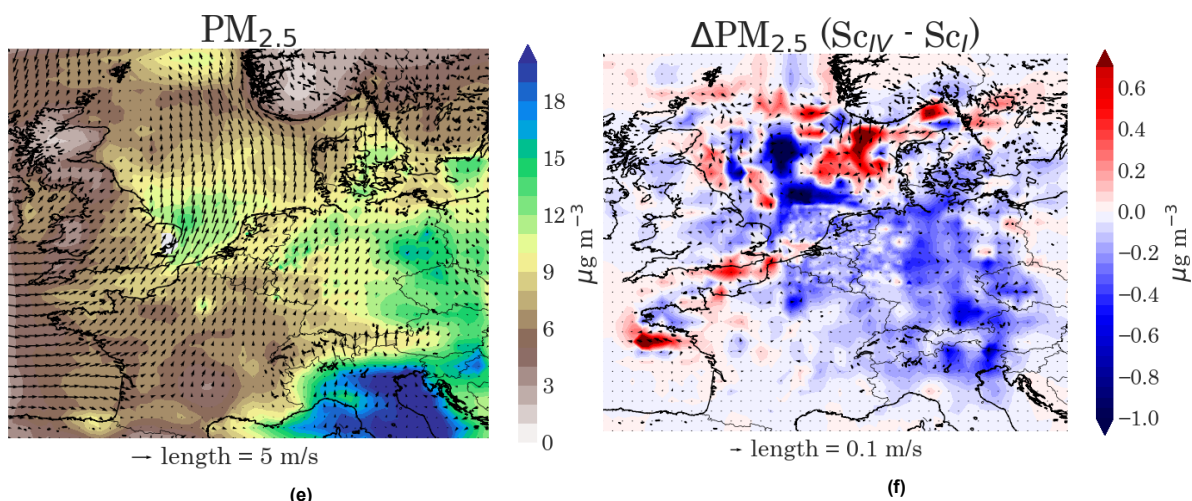 PM2.5
18
15
12
9
6
3
0
μg m−3
→ length = 5 m/s
(e)
ΔPM2.5 (ScIV - ScI)
0.6
0.4
0.2
0.0
−0.2
−0.4
−0.6
−0.8
−1.0
μg m−3
→ length = 0.1 m/s
(f)